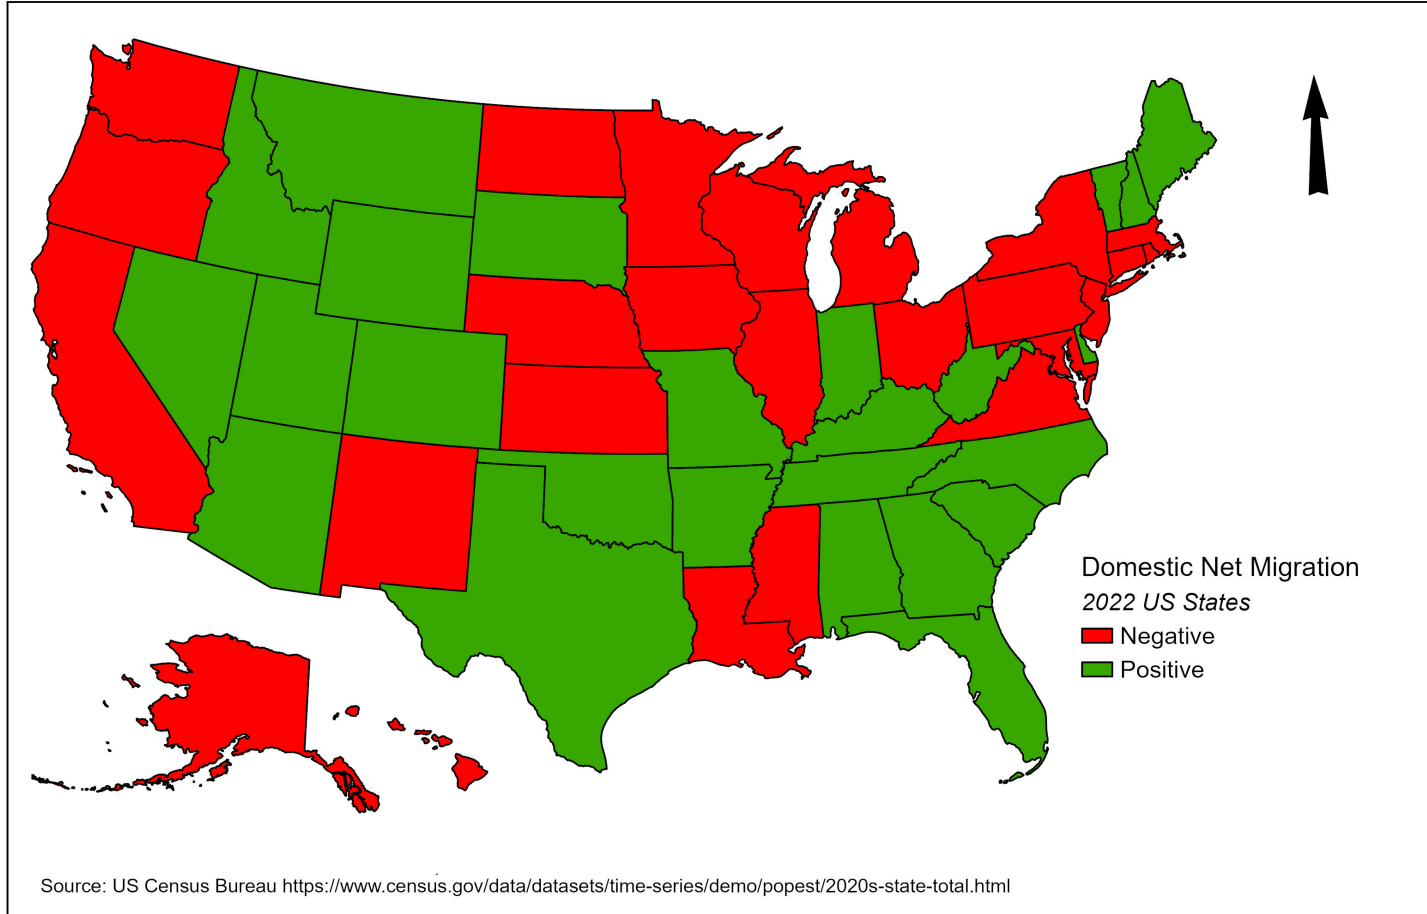 Domestic Net Migration
2022 US States
Negative
Positive
Source: US Census Bureau https://www.census.gov/data/datasets/time-series/demo/popest/2020s-state-total.html